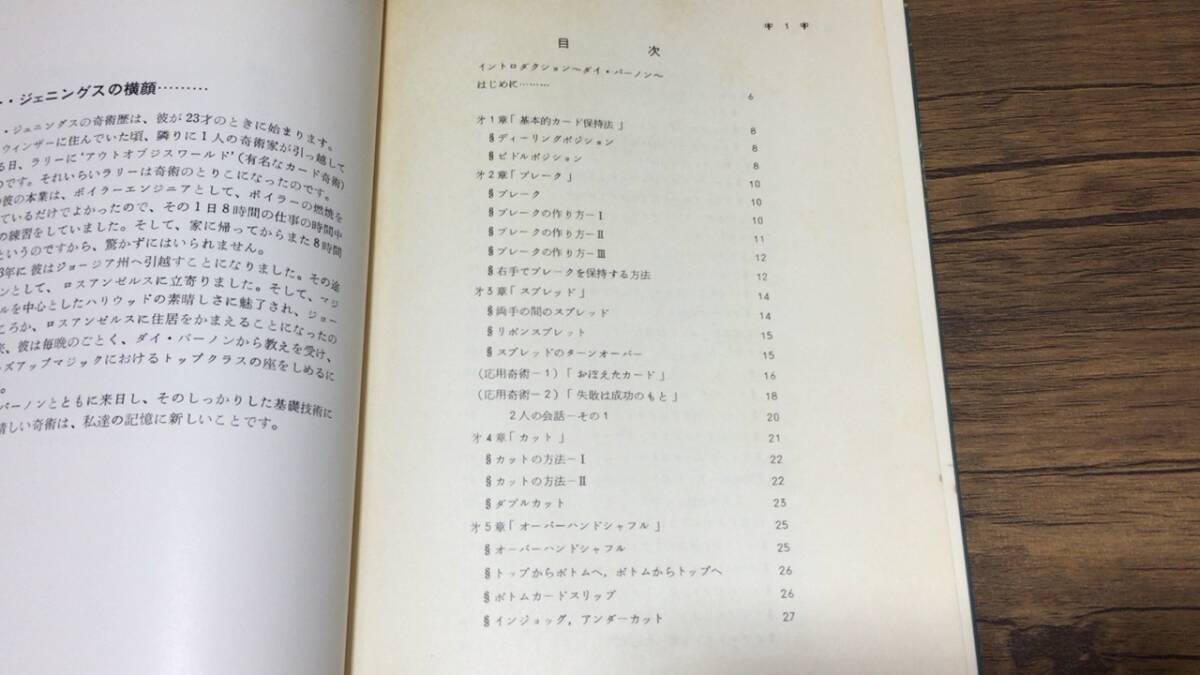 ・ジェニングスの横顔………
・ジェニングスの奇術歴は、彼が23才のときに始まります。
ウィンザーに住んでいた頃、隣りに1人の奇術家が引っ越して
る日、ラリーに'アウトオブジスワールド'(有名なカード奇術)
のです。それいらいラリーは奇術のとりこになったのです。
の彼の本業は、ボイラーエンジニアとして、ボイラーの燃焼を
ているだけでよかったので、その1日8時間の仕事の時間中
の練習をしていました。そして、家に帰ってからまた8時間
というのですから、驚かずにはいられません。
3年に彼はジョージア州へ引越すことになりました。その途
ンとして、ロスアンゼルスに立寄りました。そして、マジ
ルを中心としたハリウッドの素晴しさに魅了され、ジョー
ころか、ロスアンゼルスに住居をかまえることになったの
来、彼は毎晩のごとく、ダイ・バーノンから教えを受け、
ーズアップマジックにおけるトップクラスの座をしめるに
。
バーノンとともに来日し、そのしっかりした基礎技術に
晴しい奇術は、私達の記憶に新しいことです。
1
目 次
イントロダクション〜ダイ・バーノン〜
はじめに……… 6
才1章「基本的カード保持法」 8
§ディーリングポジション 8
§ビドルポジション 8
才2章「ブレーク」 10
§ブレーク 10
§ブレークの作り方−Ⅰ 10
§ブレークの作り方−Ⅱ 11
§ブレークの作り方−Ⅲ 12
§右手でブレークを保持する方法 12
才3章「スプレッド」 14
§両手の間のスプレッド 14
§リボンスプレット 15
§スプレッドのターンオーバー 15
(応用奇術−1)「おぼえたカード」 16
(応用奇術−2)「失敗は成功のもと」 18
2人の会話−その1 20
才4章「カット」 21
§カットの方法−Ⅰ 22
§カットの方法−Ⅱ 22
§ダブルカット 23
才5章「オーバーハンドシャフル」 25
§オーバーハンドシャフル 25
§トップからボトムへ,ボトムからトップへ 26
§ボトムカードスリップ 26
§インジョッグ,アンダーカット 27